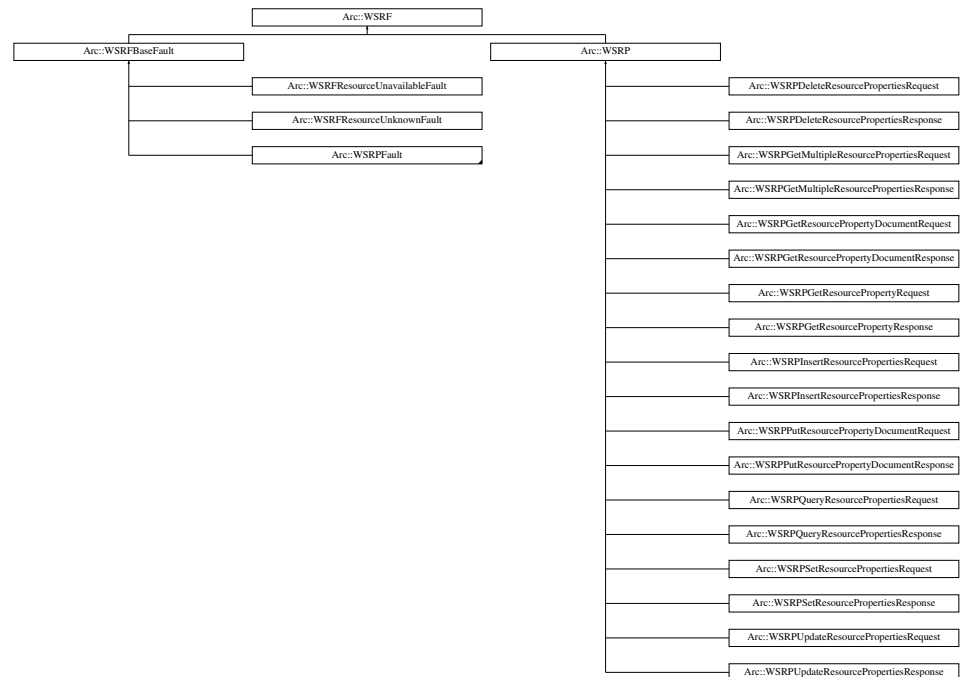 Arc::WSRF
Arc::WSRFBaseFault
Arc::WSRP
Arc::WSRFResourceUnavailableFault
Arc::WSRPDeleteResourcePropertiesRequest
Arc::WSRFResourceUnknownFault
Arc::WSRPDeleteResourcePropertiesResponse
Arc::WSRPFault
Arc::WSRPGetMultipleResourcePropertiesRequest
Arc::WSRPGetMultipleResourcePropertiesResponse
Arc::WSRPGetResourcePropertyDocumentRequest
Arc::WSRPGetResourcePropertyDocumentResponse
Arc::WSRPGetResourcePropertyRequest
Arc::WSRPGetResourcePropertyResponse
Arc::WSRPInsertResourcePropertiesRequest
Arc::WSRPInsertResourcePropertiesResponse
Arc::WSRPPutResourcePropertyDocumentRequest
Arc::WSRPPutResourcePropertyDocumentResponse
Arc::WSRPQueryResourcePropertiesRequest
Arc::WSRPQueryResourcePropertiesResponse
Arc::WSRPSetResourcePropertiesRequest
Arc::WSRPSetResourcePropertiesResponse
Arc::WSRPUpdateResourcePropertiesRequest
Arc::WSRPUpdateResourcePropertiesResponse